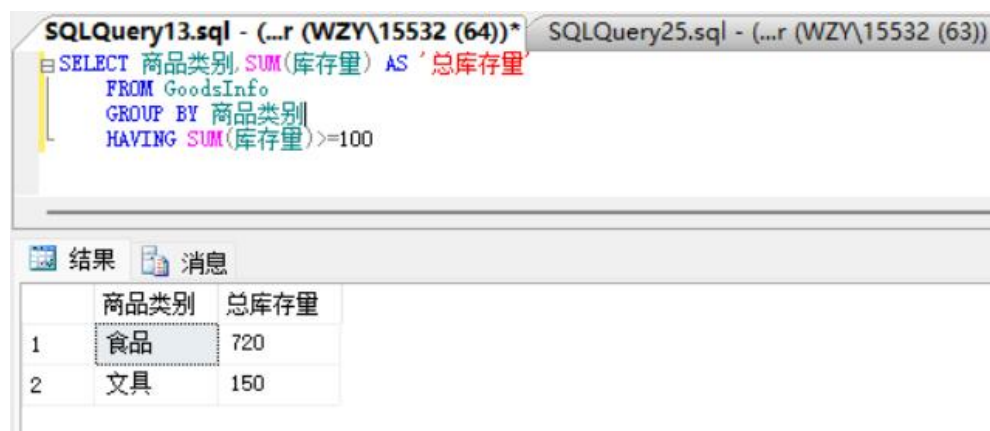 SQLQuery13.sql - (...r (WZY\15532 (64))* SQLQuery25.sql - (...r (WZY\15532 (63))
SELECT 商品类别,SUM(库存量) AS '总库存量'
FROM GoodsInfo
GROUP BY 商品类别
HAVING SUM(库存量)>=100
结果 消息
商品类别 总库存量
1 食品 720
2 文具 150